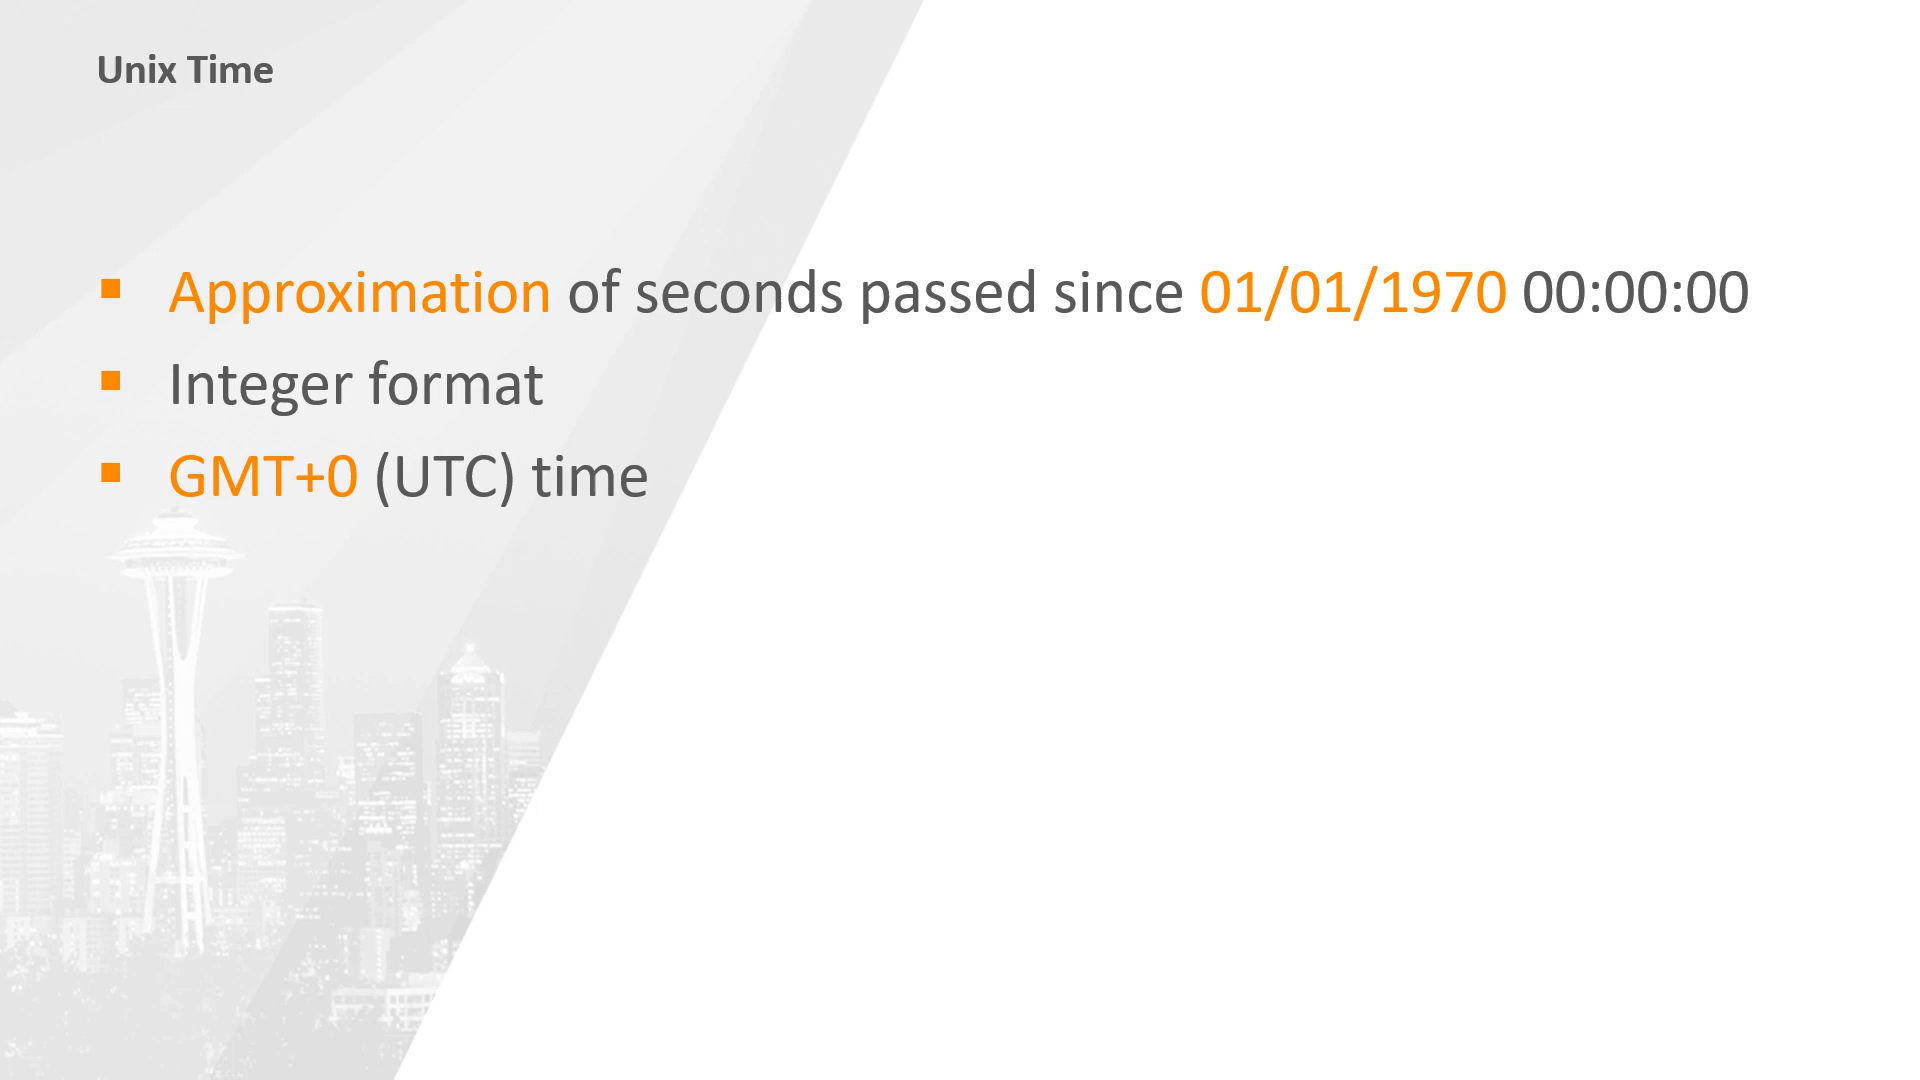 Unix Time
▪ Approximation of seconds passed since 01/01/1970 00:00:00
▪ Integer format
▪ GMT+0 (UTC) time